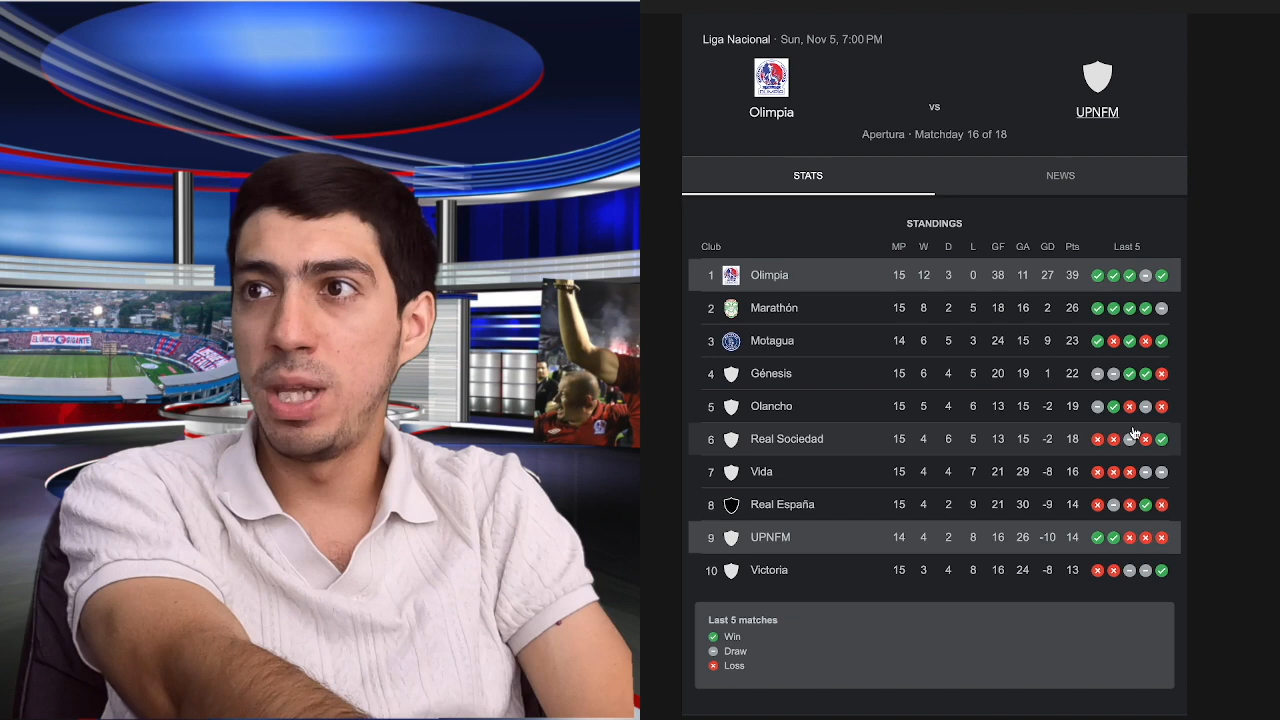 Liga Nacional · Sun, Nov 5, 7:00 PM
Olimpia
vs
UPNFM
Apertura · Matchday 16 of 18
STATS NEWS
STANDINGS
Club MP W D L GF GA GD Pts Last 5
1 Olimpia 15 12 3 0 38 11 27 39
2 Marathón 15 8 2 5 18 16 2 26
3 Motagua 14 6 5 3 24 15 9 23
4 Génesis 15 6 4 5 20 19 1 22
5 Olancho 15 5 4 6 13 15 -2 19
6 Real Sociedad 15 4 6 5 13 15 -2 18
7 Vida 15 4 4 7 21 29 -8 16
8 Real España 15 4 2 9 21 30 -9 14
9 UPNFM 14 4 2 8 16 26 -10 14
10 Victoria 15 3 4 8 16 24 -8 13
Last 5 matches
Win
Draw
Loss
EL ÚNICO GIGANTE